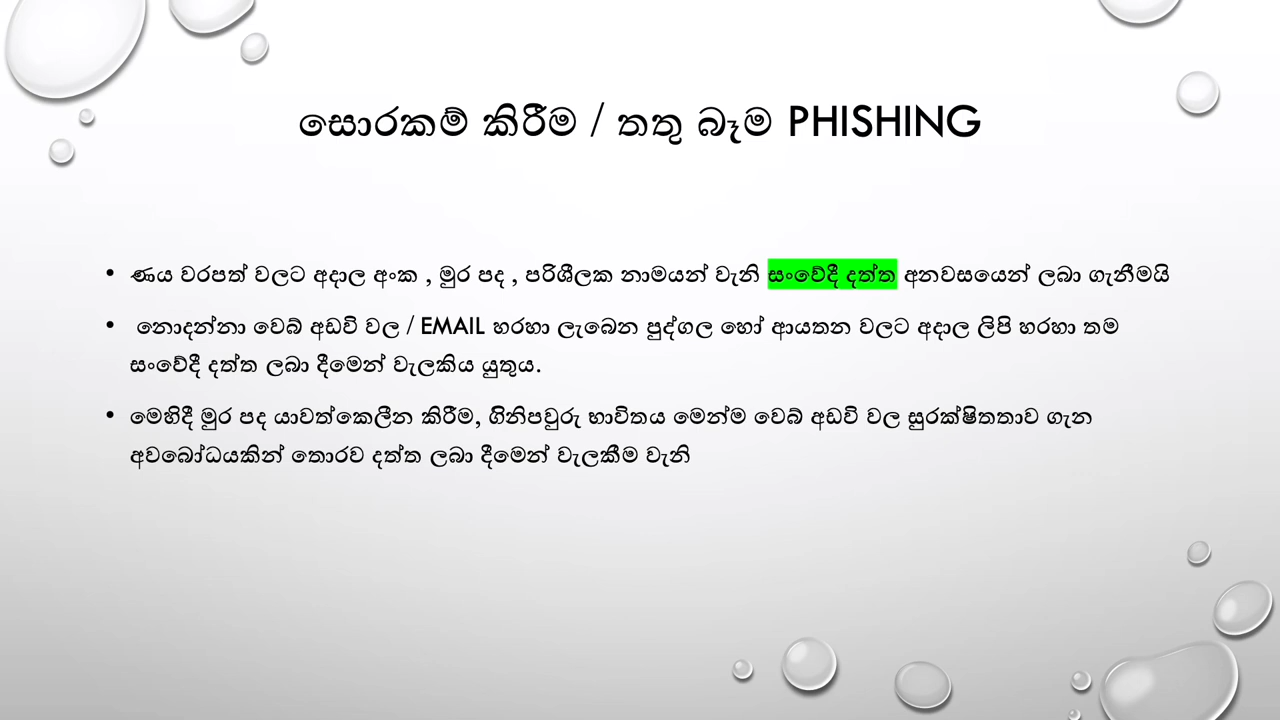 සොරකම් කිරීම / තතු බෑම PHISHING
• ණය වරපත් වලට අදාල අංක , මුර පද , පරිශීලක නාමයන් වැනි සංවේදී දත්ත අනවසයෙන් ලබා ගැනීමයි
• නොදන්නා වෙබ් අඩවි වල / EMAIL හරහා ලැබෙන පුද්ගල හෝ ආයතන වලට අදාල ලිපි හරහා තම
සංවේදී දත්ත ලබා දීමෙන් වැලකිය යුතුය.
• මෙහිදී මුර පද යාවත්කෙලීන කිරීම, ගිනිපවුරු භාවිතය මෙන්ම වෙබ් අඩවි වල සුරක්ෂිතතාව ගැන
අවබෝධයකින් තොරව දත්ත ලබා දීමෙන් වැලකීම වැනි